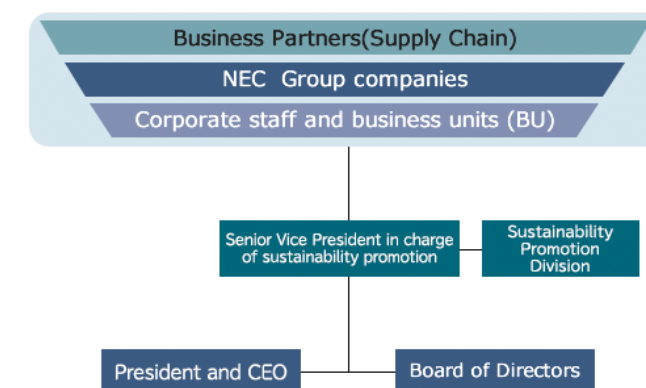 Business Partners(Supply Chain)
NEC Group companies
Corporate staff and business units (BU)
Senior Vice President in charge
of sustainability promotion
Sustainability
Promotion
Division
President and CEO
Board of Directors